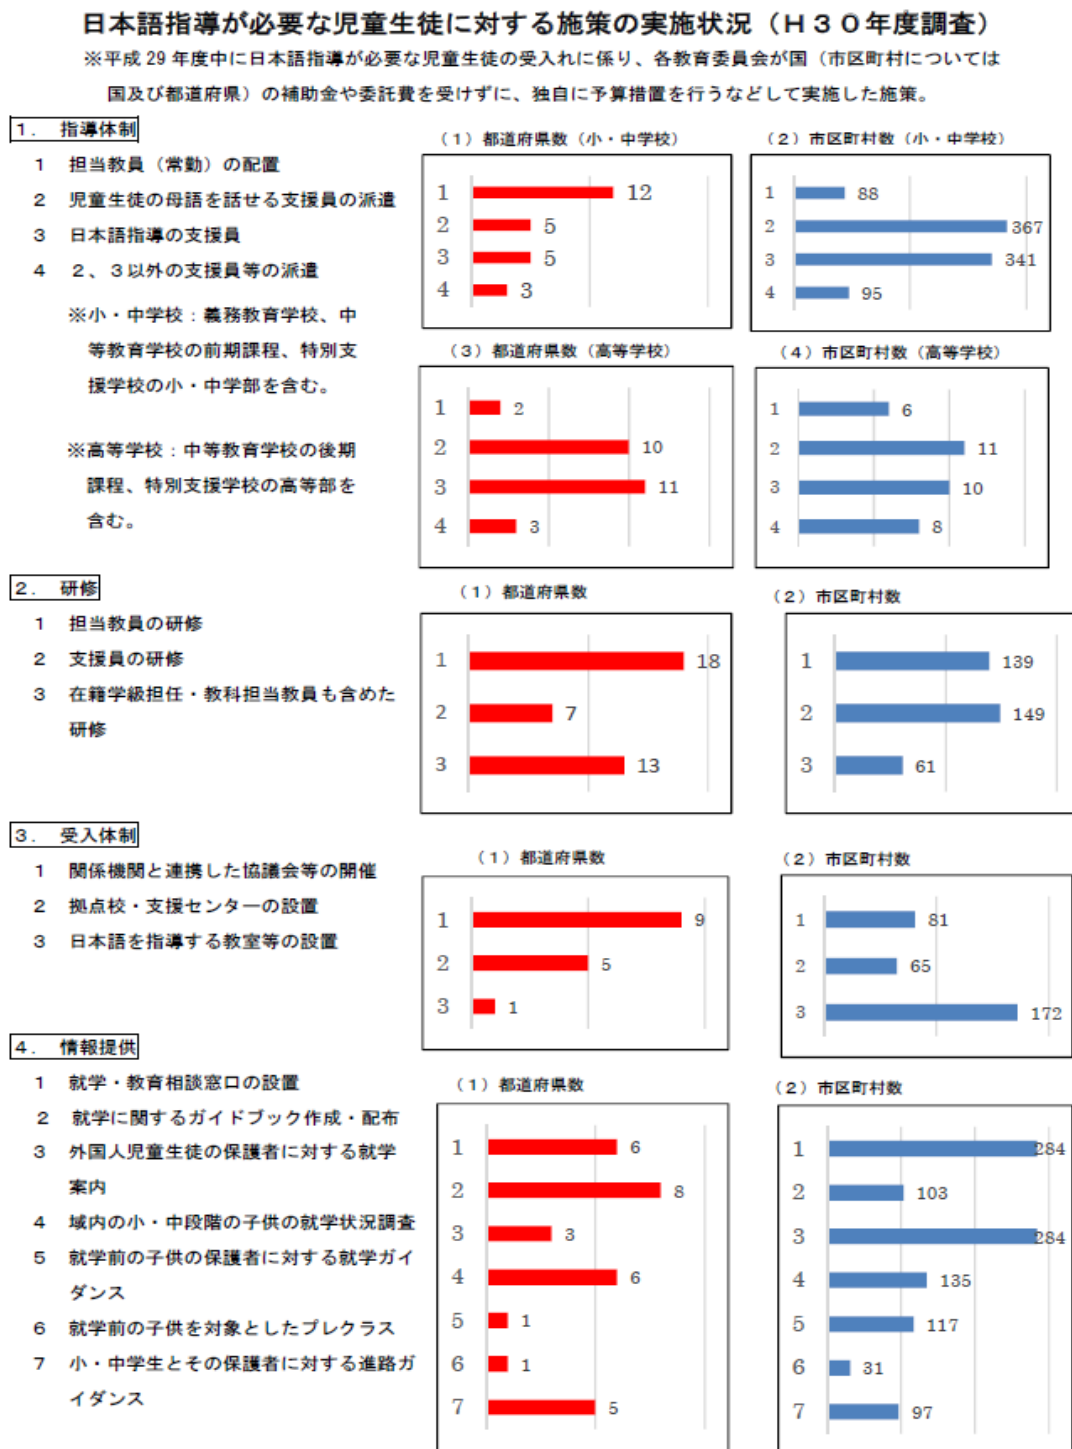 日本語指導が必要な児童生徒に対する施策の実施状況（Ｈ３０年度調査）
※平成 29 年度中に日本語指導が必要な児童生徒の受入れに係り、各教育委員会が国（市区町村については
国及び都道府県）の補助金や委託費を受けずに、独自に予算措置を行うなどして実施した施策。
１．　指導体制
１　担当教員（常勤）の配置
２　児童生徒の母語を話せる支援員の派遣
３　日本語指導の支援員
４　２、３以外の支援員等の派遣
※小・中学校：義務教育学校、中
等教育学校の前期課程、特別支
援学校の小・中学部を含む。
※高等学校：中等教育学校の後期
課程、特別支援学校の高等部を
含む。
（１）都道府県数（小・中学校）
1 12
2 5
3 5
4 3
（２）市区町村数（小・中学校）
1 88
2 367
3 341
4 95
（３）都道府県数（高等学校）
1 2
2 10
3 11
4 3
（４）市区町村数（高等学校）
1 6
2 11
3 10
4 8
２．　研修
１　担当教員の研修
２　支援員の研修
３　在籍学級担任・教科担当教員も含めた
研修
（１）都道府県数
1 18
2 7
3 13
（２）市区町村数
1 139
2 149
3 61
３．　受入体制
１　関係機関と連携した協議会等の開催
２　拠点校・支援センターの設置
３　日本語を指導する教室等の設置
（１）都道府県数
1 9
2 5
3 1
（２）市区町村数
1 81
2 65
3 172
４．　情報提供
１　就学・教育相談窓口の設置
２　就学に関するガイドブック作成・配布
３　外国人児童生徒の保護者に対する就学
案内
４　域内の小・中段階の子供の就学状況調査
５　就学前の子供の保護者に対する就学ガイ
ダンス
６　就学前の子供を対象としたプレクラス
７　小・中学生とその保護者に対する進路ガ
イダンス
（１）都道府県数
1 6
2 8
3 3
4 6
5 1
6 1
7 5
（２）市区町村数
1 284
2 103
3 284
4 135
5 117
6 31
7 97